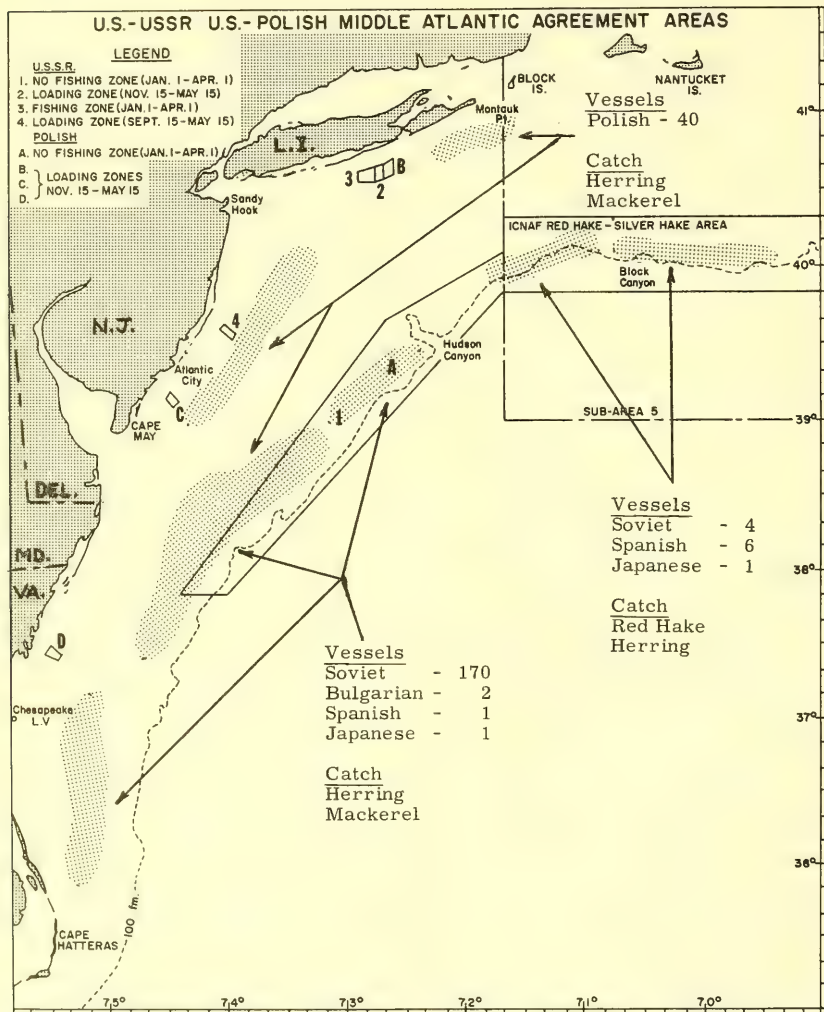 U.S.-USSR U.S.-POLISH MIDDLE ATLANTIC AGREEMENT AREAS
LEGEND
U.S.S.R.
1. NO FISHING ZONE (JAN. 1-APR. 1)
2. LOADING ZONE (NOV. 15-MAY 15)
3. FISHING ZONE (JAN. 1-APR. 1)
4. LOADING ZONE (SEPT. 15-MAY 15)
POLISH
A. NO FISHING ZONE (JAN. 1-APR. 1)
B.
C. } LOADING ZONES
D. NOV. 15-MAY 15
BLOCK
IS.
NANTUCKET
IS.
Montauk
Pt.
41°
Vessels
Polish - 40
Catch
Herring
Mackerel
L.I.
3
2
B
Sandy
Hook
ICNAF RED HAKE-SILVER HAKE AREA
40°
Block
Canyon
N.J.
4
Hudson
Canyon
A
1
Atlantic
City
C
CAPE
MAY
SUB-AREA 5
39°
DEL.
MD.
VA.
38°
Vessels
Soviet - 4
Spanish - 6
Japanese - 1
Catch
Red Hake
Herring
D
Vessels
Soviet - 170
Bulgarian - 2
Spanish - 1
Japanese - 1
Catch
Herring
Mackerel
Chesapeake
L.V
37°
36°
100 fm.
CAPE
HATTERAS
75° 74° 73° 72° 71° 70°